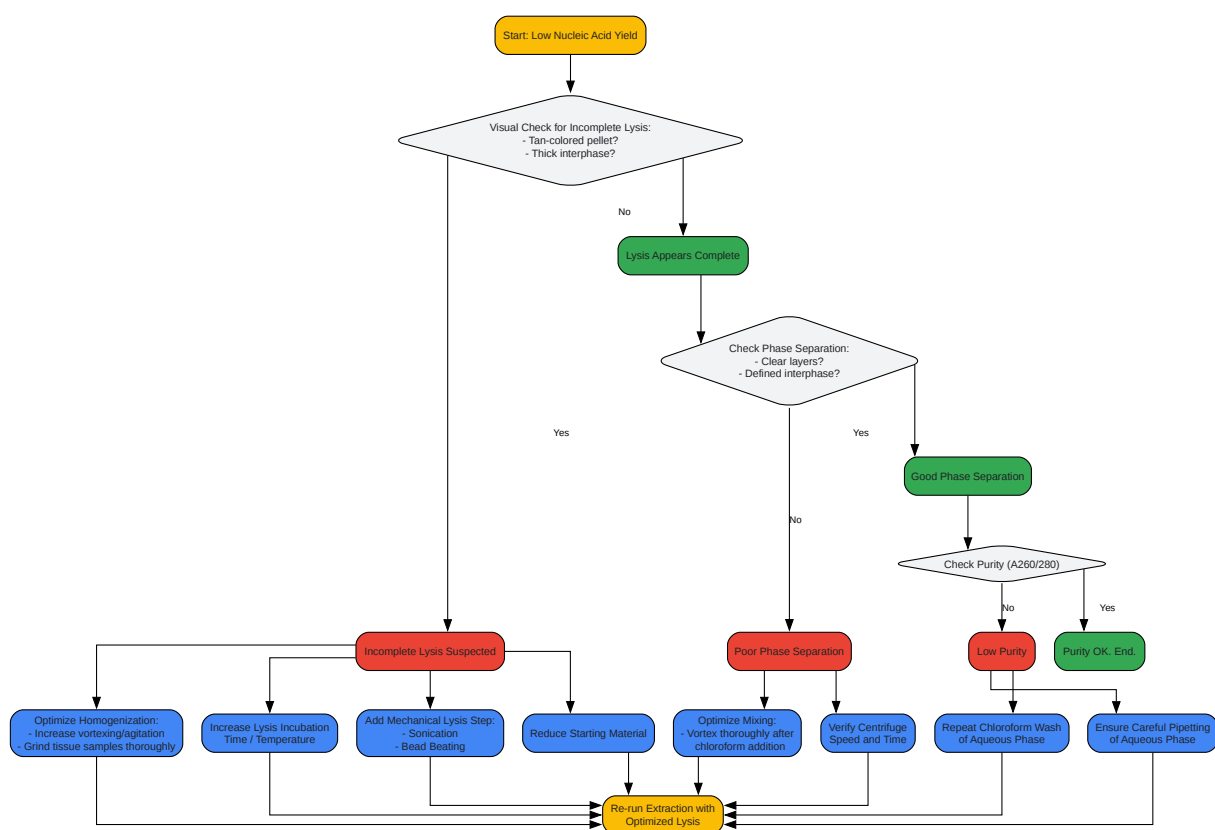 Start: Low Nucleic Acid Yield
Visual Check for Incomplete Lysis:
- Tan-colored pellet?
- Thick interphase?
No
Lysis Appears Complete
Check Phase Separation:
- Clear layers?
- Defined interphase?
Yes
Yes
Good Phase Separation
No
Check Purity (A260/280)
No
Yes
Incomplete Lysis Suspected
Poor Phase Separation
Low Purity
Purity OK. End.
Optimize Homogenization:
- Increase vortexing/agitation
- Grind tissue samples thoroughly
Increase Lysis Incubation
Time / Temperature
Add Mechanical Lysis Step:
- Sonication
- Bead Beating
Reduce Starting Material
Optimize Mixing:
- Vortex thoroughly after
chloroform addition
Verify Centrifuge
Speed and Time
Repeat Chloroform Wash
of Aqueous Phase
Ensure Careful Pipetting
of Aqueous Phase
Re-run Extraction with
Optimized Lysis